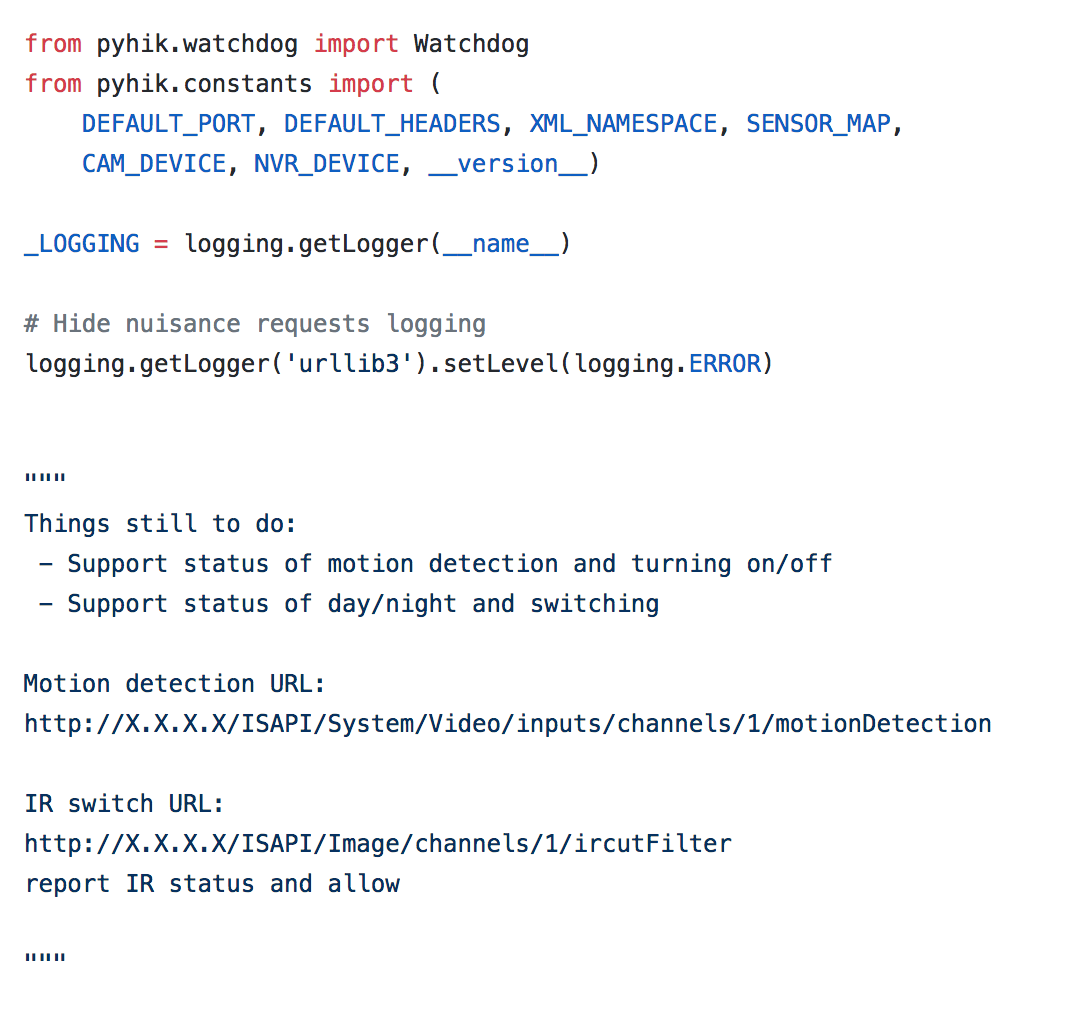 from pyhik.watchdog import Watchdog
from pyhik.constants import (
    DEFAULT_PORT, DEFAULT_HEADERS, XML_NAMESPACE, SENSOR_MAP,
    CAM_DEVICE, NVR_DEVICE, __version__)

_LOGGING = logging.getLogger(__name__)

# Hide nuisance requests logging
logging.getLogger('urllib3').setLevel(logging.ERROR)


"""
Things still to do:
 - Support status of motion detection and turning on/off
 - Support status of day/night and switching

Motion detection URL:
http://X.X.X.X/ISAPI/System/Video/inputs/channels/1/motionDetection

IR switch URL:
http://X.X.X.X/ISAPI/Image/channels/1/ircutFilter
report IR status and allow

"""